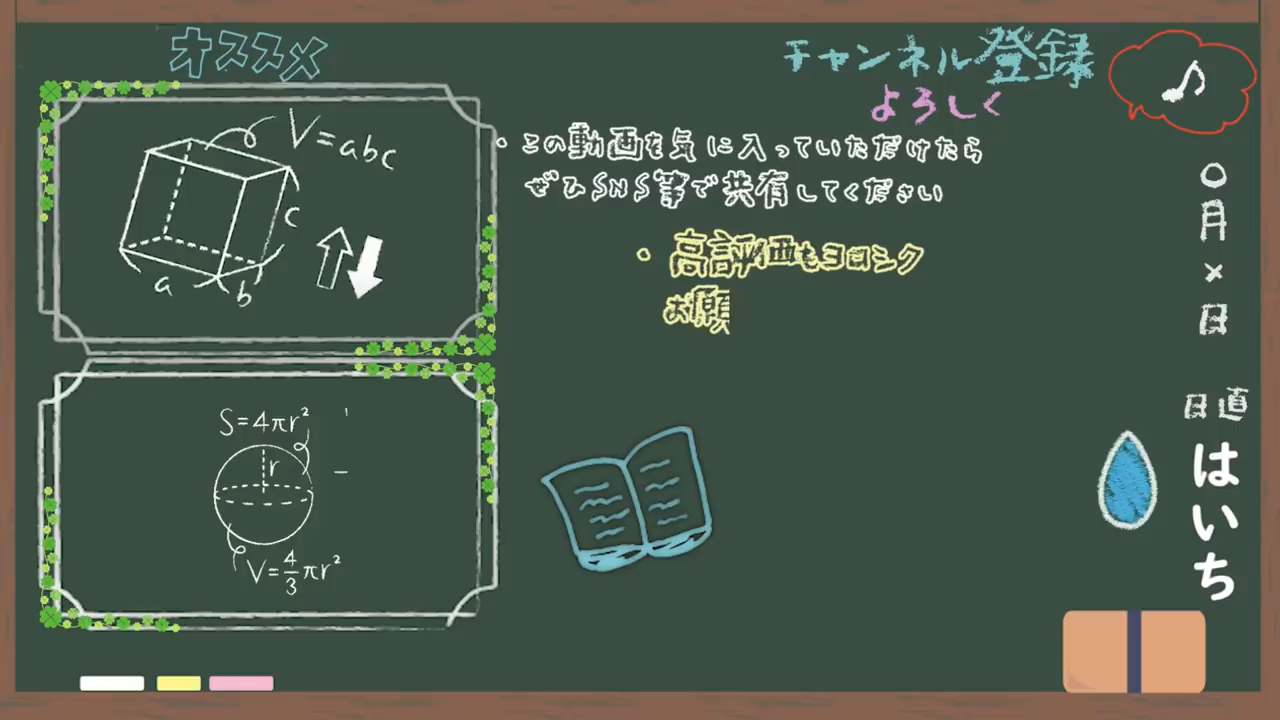 オススメ
チャンネル登録
よろしく
・この動画を気に入っていただけたら
ぜひSNS等で共有してください
・高評価もヨロシク
お願
V=abc
c
a
b
S=4πr²
r
V=4/3πr²
〇月×日
日直
はいち